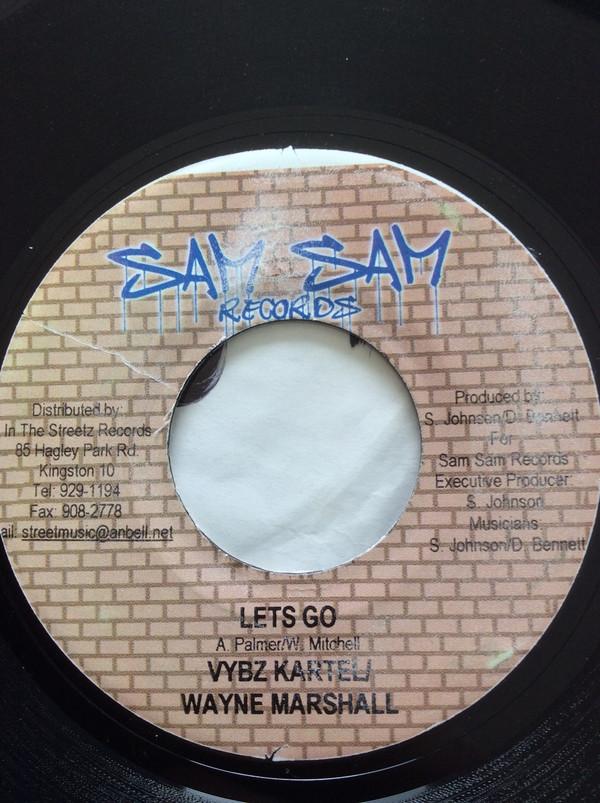 SAM SAM
RECORDS
Distributed by:
In The Streetz Records
85 Hagley Park Rd.
Kingston 10
Tel: 929-1194
Fax: 908-2778
ail: streetmusic@anbell.net
Produced by:
S. Johnson/D. Bennett
For
Sam Sam Records
Executive Producer:
S. Johnson
Musicians
S. Johnson/D. Bennett
LETS GO
A. Palmer/W. Mitchell
VYBZ KARTEL/
WAYNE MARSHALL